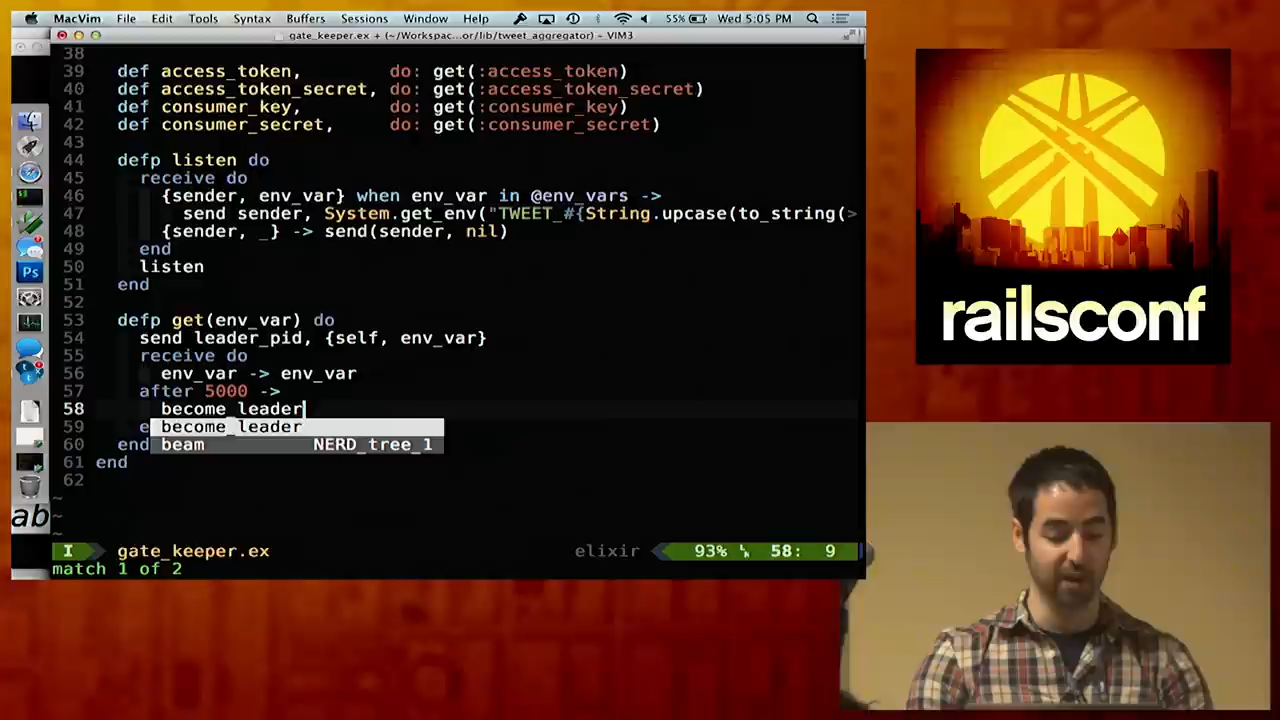 MacVim File Edit Tools Syntax Buffers Sessions Window Help 55% Wed 5:05 PM
gate_keeper.ex + (~/Workspac...or/lib/tweet_aggregator) – VIM3
38
39 def access_token, do: get(:access_token)
40 def access_token_secret, do: get(:access_token_secret)
41 def consumer_key, do: get(:consumer_key)
42 def consumer_secret, do: get(:consumer_secret)
43
44 defp listen do
45 receive do
46 {sender, env_var} when env_var in @env_vars ->
47 send sender, System.get_env("TWEET_#{String.upcase(to_string(>
48 {sender, _} -> send(sender, nil)
49 end
50 listen
51 end
52
53 defp get(env_var) do
54 send leader_pid, {self, env_var}
55 receive do
56 env_var -> env_var
57 after 5000 ->
58 become_leader
59 e become_leader
60 end beam NERD_tree_1
61 end
62
~
~
~
I gate_keeper.ex elixir 93% 58: 9
match 1 of 2
Ps
ab
railsconf